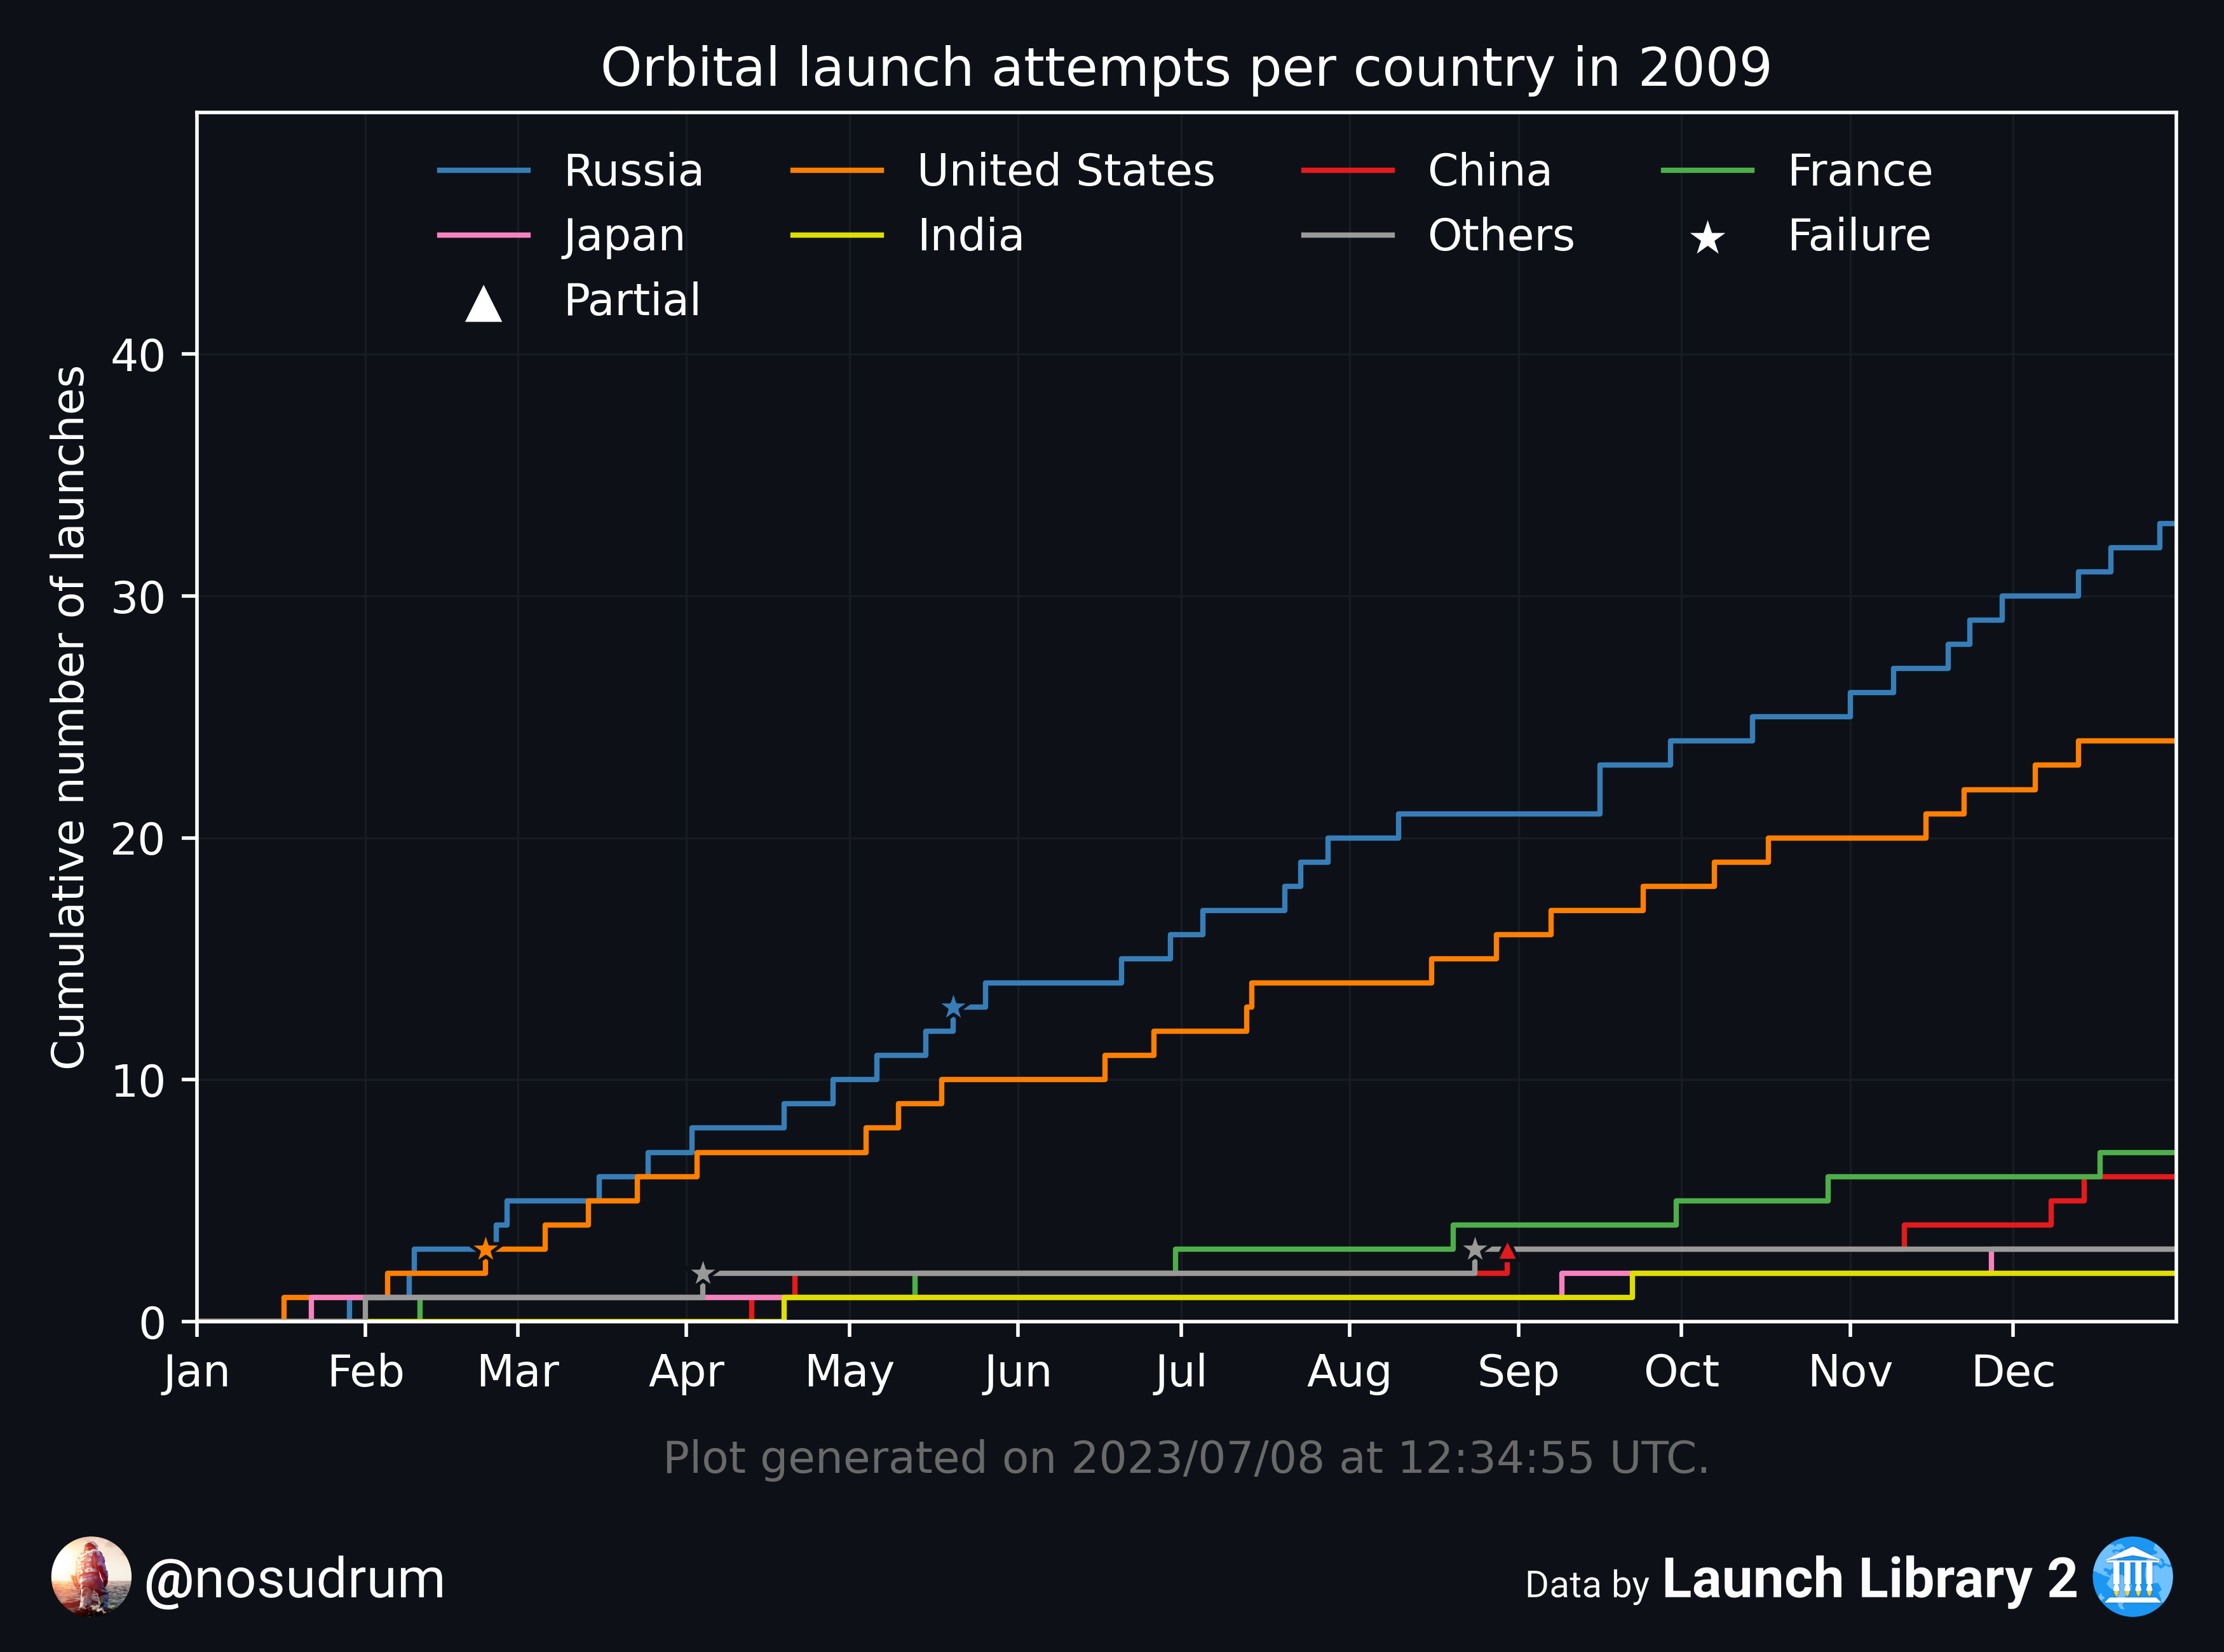 Orbital launch attempts per country in 2009
Russia United States China France
Japan India Others Failure
Partial
Cumulative number of launches
40
30
20
10
0
Jan Feb Mar Apr May Jun Jul Aug Sep Oct Nov Dec
Plot generated on 2023/07/08 at 12:34:55 UTC.
@nosudrum
Data by Launch Library 2